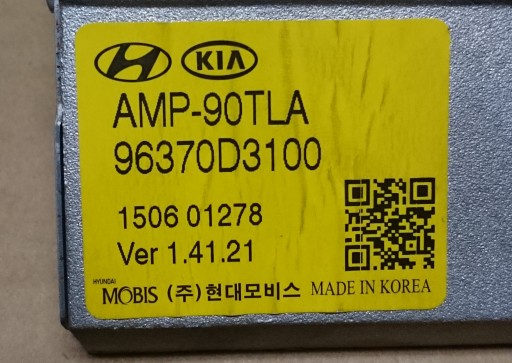 KIA
AMP-90TLA
96370D3100
1506 01278
Ver 1.41.21
HYUNDAI
MOBIS (주)현대모비스 MADE IN KOREA